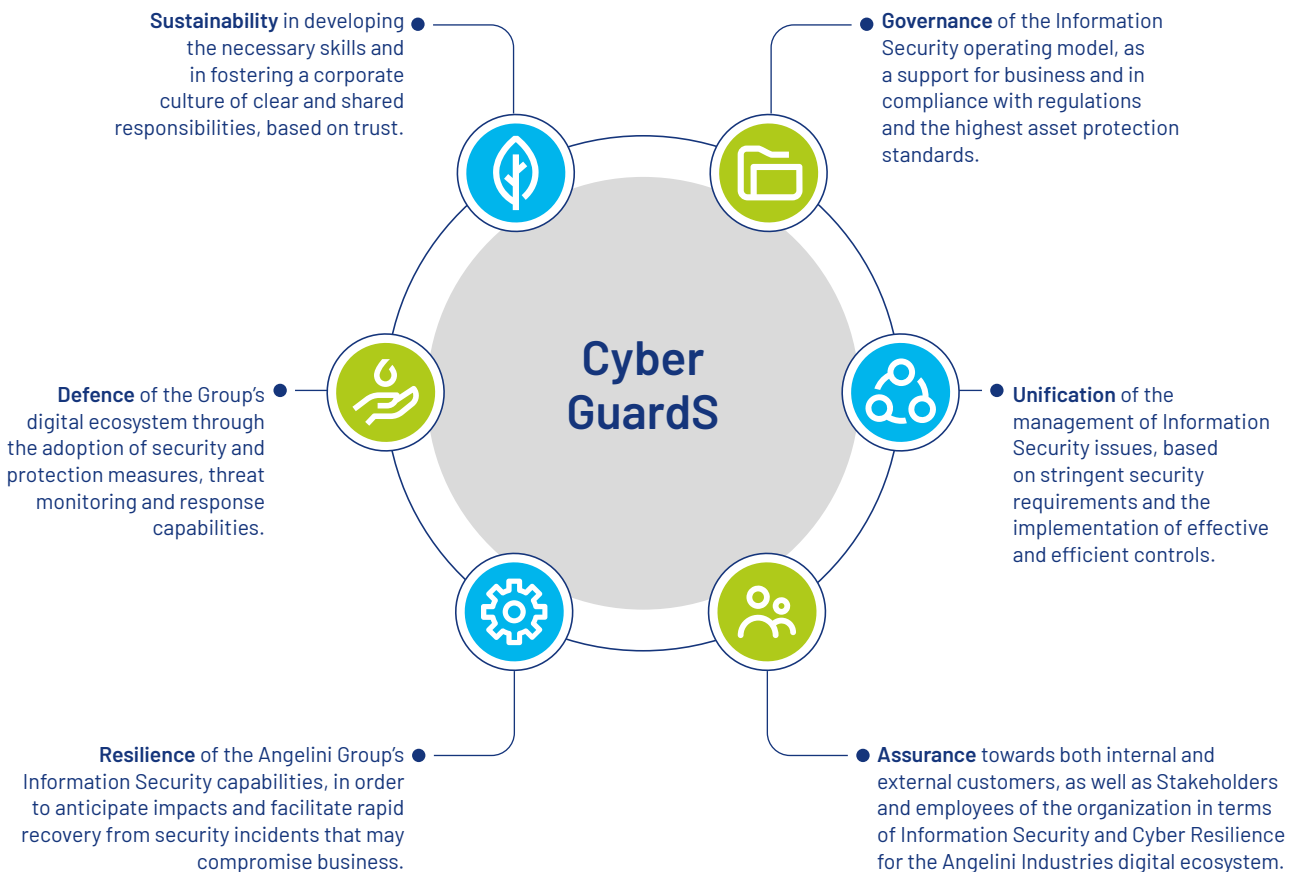 Sustainability in developing
the necessary skills and
in fostering a corporate
culture of clear and shared
responsibilities, based on trust.
Governance of the Information
Security operating model, as
a support for business and in
compliance with regulations
and the highest asset protection
standards.
Cyber
GuardS
Defence of the Group’s
digital ecosystem through
the adoption of security and
protection measures, threat
monitoring and response
capabilities.
Unification of the
management of Information
Security issues, based
on stringent security
requirements and the
implementation of effective
and efficient controls.
Resilience of the Angelini Group’s
Information Security capabilities, in order
to anticipate impacts and facilitate rapid
recovery from security incidents that may
compromise business.
Assurance towards both internal and
external customers, as well as Stakeholders
and employees of the organization in terms
of Information Security and Cyber Resilience
for the Angelini Industries digital ecosystem.